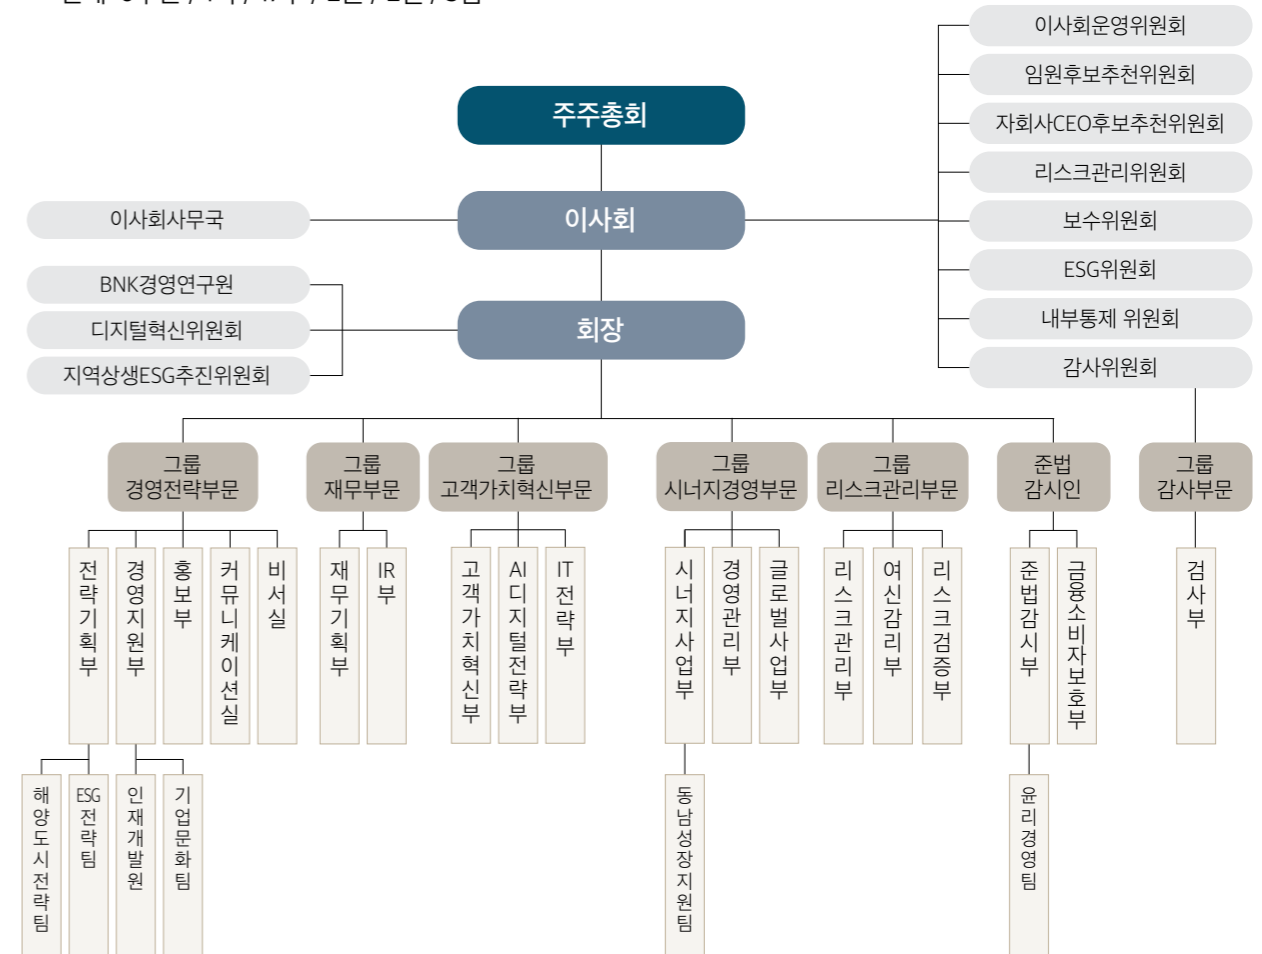 이사회운영위원회
임원후보추천위원회
주주총회
자회사CEO후보추천위원회
리스크관리위원회
이사회사무국
이사회
보수위원회
ESG위원회
BNK경영연구원
디지털혁신위원회
회장
내부통제 위원회
지역상생ESG추진위원회
감사위원회
그룹
경영전략부문
그룹
재무부문
그룹
고객가치혁신부문
그룹
시너지경영부문
그룹
리스크관리부문
준법
감시인
그룹
감사부문
전략기획부
경영지원부
홍보부
커뮤니케이션실
비서실
재무기획부
IR부
고객가치혁신부
AI디지털전략부
IT전략부
시너지사업부
경영관리부
글로벌사업부
리스크관리부
여신감리부
리스크검증부
준법감시부
금융소비자보호부
검사부
해양도시전략팀
ESG전략팀
인재개발원
기업문화팀
동남성장지원팀
윤리경영팀